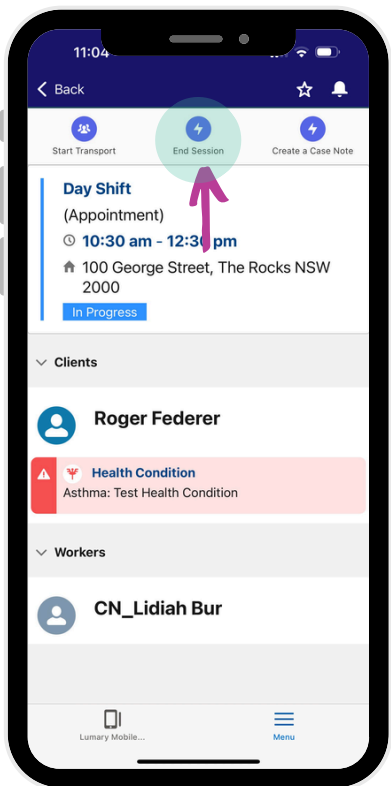 11:04
Back
Start Transport
End Session
Create a Case Note
Day Shift
(Appointment)
10:30 am - 12:30 pm
100 George Street, The Rocks NSW
2000
In Progress
Clients
Roger Federer
Health Condition
Asthma: Test Health Condition
Workers
CN_Lidiah Bur
Lumary Mobile...
Menu